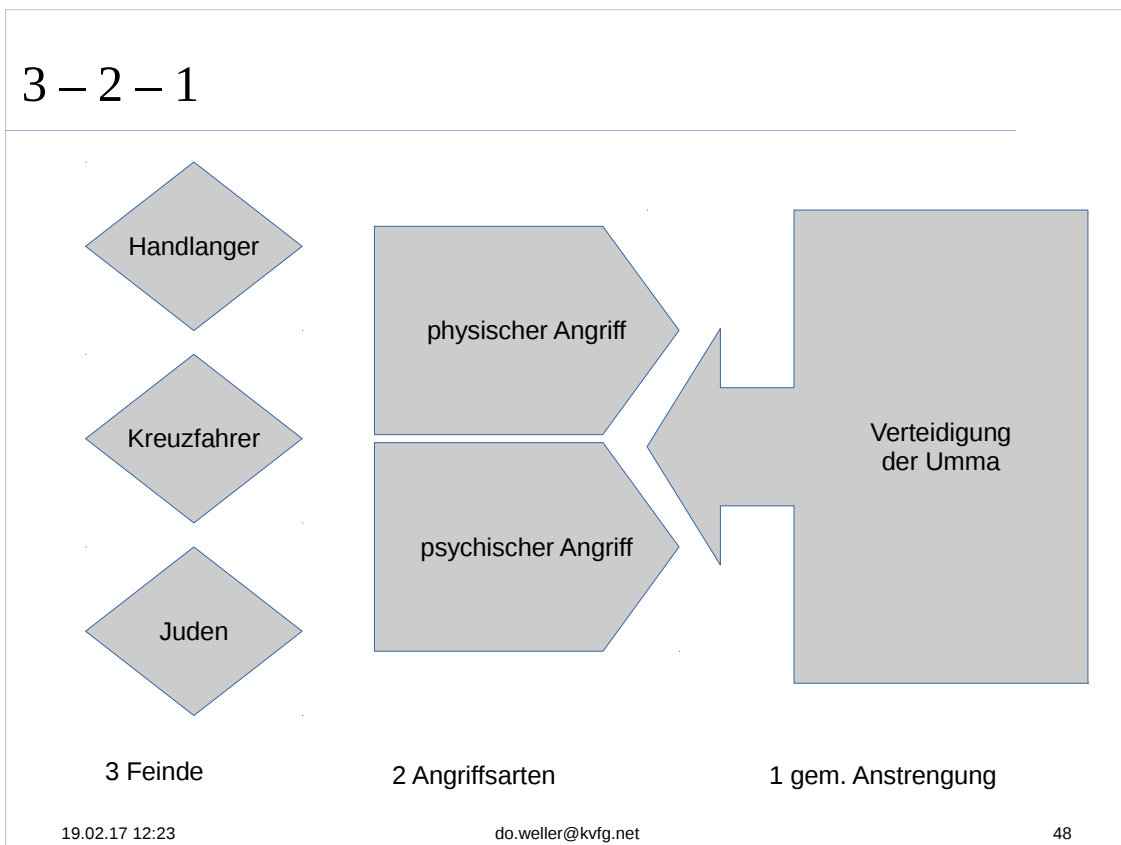 3 – 2 – 1
Handlanger
Kreuzfahrer
Juden
physischer Angriff
psychischer Angriff
Verteidigung
der Umma
3 Feinde
2 Angriffsarten
1 gem. Anstrengung
19.02.17 12:23
do.weller@kvfg.net
48